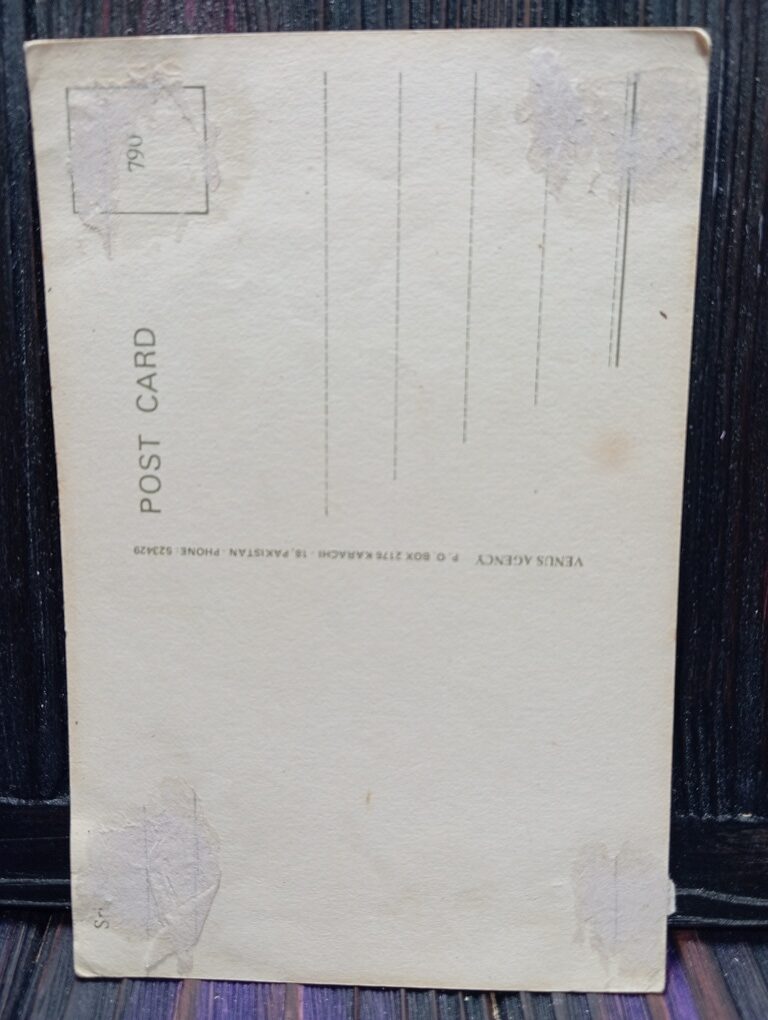 790
POST CARD
VENUS AGENCY P. O. BOX 2176 KARACHI - 18, PAKISTAN - PHONE: 523429